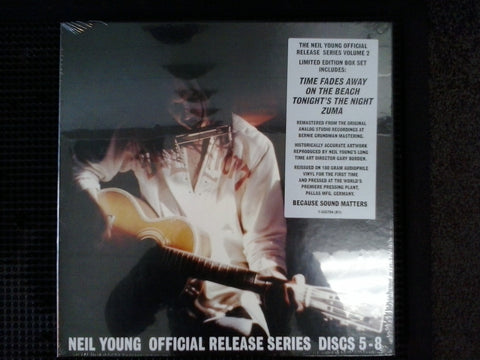 THE NEIL YOUNG OFFICIAL
RELEASE SERIES VOLUME 2
LIMITED EDITION BOX SET
INCLUDES:
TIME FADES AWAY
ON THE BEACH
TONIGHT'S THE NIGHT
ZUMA
REMASTERED FROM THE ORIGINAL
ANALOG STUDIO RECORDINGS AT
BERNIE GRUNDMAN MASTERING.
HISTORICALLY ACCURATE ARTWORK
REPRODUCED BY NEIL YOUNG'S LONG
TIME ART DIRECTOR GARY BURDEN.
REISSUED ON 180 GRAM AUDIOPHILE
VINYL FOR THE FIRST TIME
AND PRESSED AT THE WORLD'S
PREMIERE PRESSING PLANT,
PALLAS MFG, GERMANY.
BECAUSE SOUND MATTERS
NEIL YOUNG OFFICIAL RELEASE SERIES DISCS 5-8